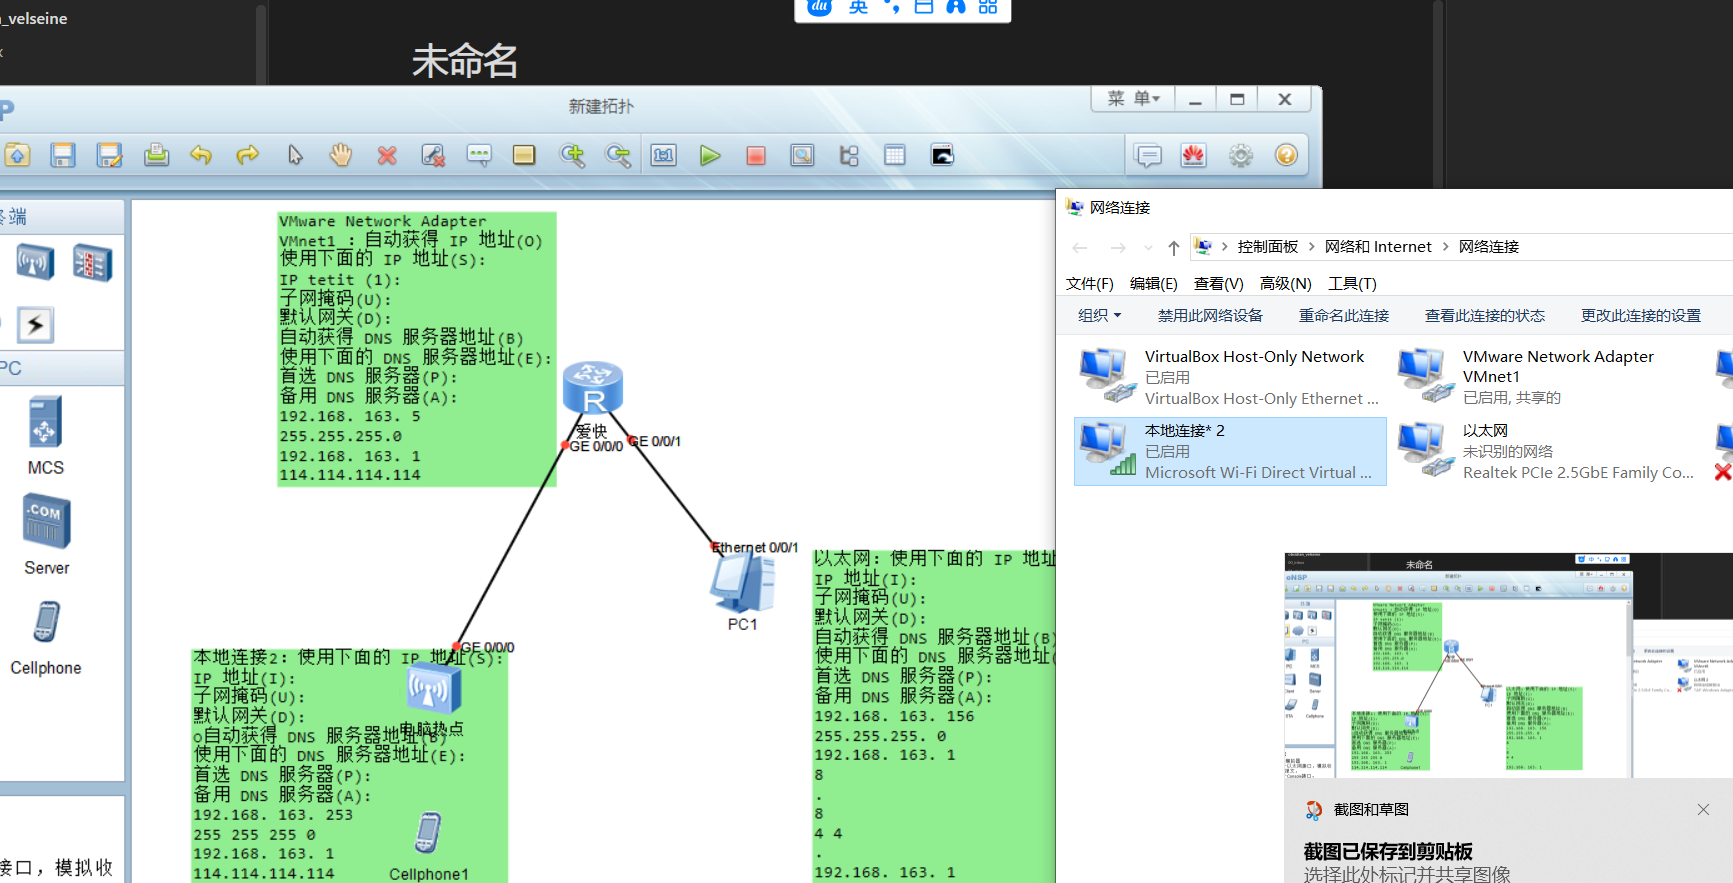 _velseine
x
英
未命名
新建拓扑
菜 单
终端
PC
MCS
Server
Cellphone
接口，模拟收
VMware Network Adapter
VMnet1 : 自动获得 IP 地址(O)
使用下面的 IP 地址(S):
IP tetit (1):
子网掩码(U):
默认网关(D):
自动获得 DNS 服务器地址(B)
使用下面的 DNS 服务器地址(E):
首选 DNS 服务器(P):
备用 DNS 服务器(A):
192.168. 163. 5
255.255.255.0
192.168. 163. 1
114.114.114.114
R
爱快
GE 0/0/0
GE 0/0/1
Ethernet 0/0/1
PC1
GE 0/0/0
本地连接2: 使用下面的 IP 地址(S):
IP 地址(I):
子网掩码(U):
默认网关(D):
o自动获得 DNS 服务器地址(B)
使用下面的 DNS 服务器地址(E):
首选 DNS 服务器(P):
备用 DNS 服务器(A):
192.168. 163. 253
255 255 255 0
192.168. 163. 1
114.114.114.114
电脑热点
Cellphone1
以太网: 使用下面的 IP 地址
IP 地址(I):
子网掩码(U):
默认网关(D):
自动获得 DNS 服务器地址(B)
使用下面的 DNS 服务器地址(
首选 DNS 服务器(P):
备用 DNS 服务器(A):
192.168. 163. 156
255.255.255. 0
192.168. 163. 1
8
.
8
4 4
.
192.168. 163. 1
网络连接
控制面板 > 网络和 Internet > 网络连接
文件(F) 编辑(E) 查看(V) 高级(N) 工具(T)
组织 禁用此网络设备 重命名此连接 查看此连接的状态 更改此连接的设置
VirtualBox Host-Only Network
已启用
VirtualBox Host-Only Ethernet ...
VMware Network Adapter
VMnet1
已启用, 共享的
本地连接* 2
已启用
Microsoft Wi-Fi Direct Virtual ...
以太网
未识别的网络
Realtek PCIe 2.5GbE Family Co...
未命名
截图和草图
截图已保存到剪贴板
选择此处标记并共享图像